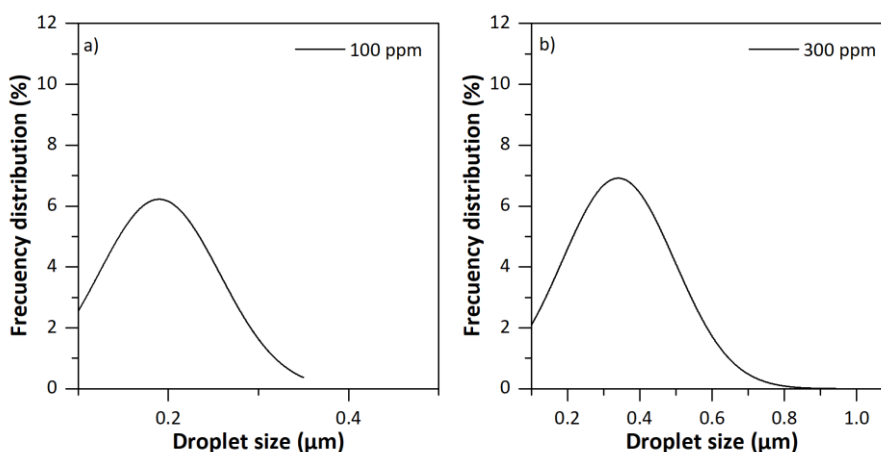 a)
100 ppm
12
10
8
6
4
2
0
Frecuency distribution (%)
0.2
0.4
Droplet size (μm)
b)
300 ppm
12
10
8
6
4
2
0
Frecuency distribution (%)
0.2
0.4
0.6
0.8
1.0
Droplet size (μm)